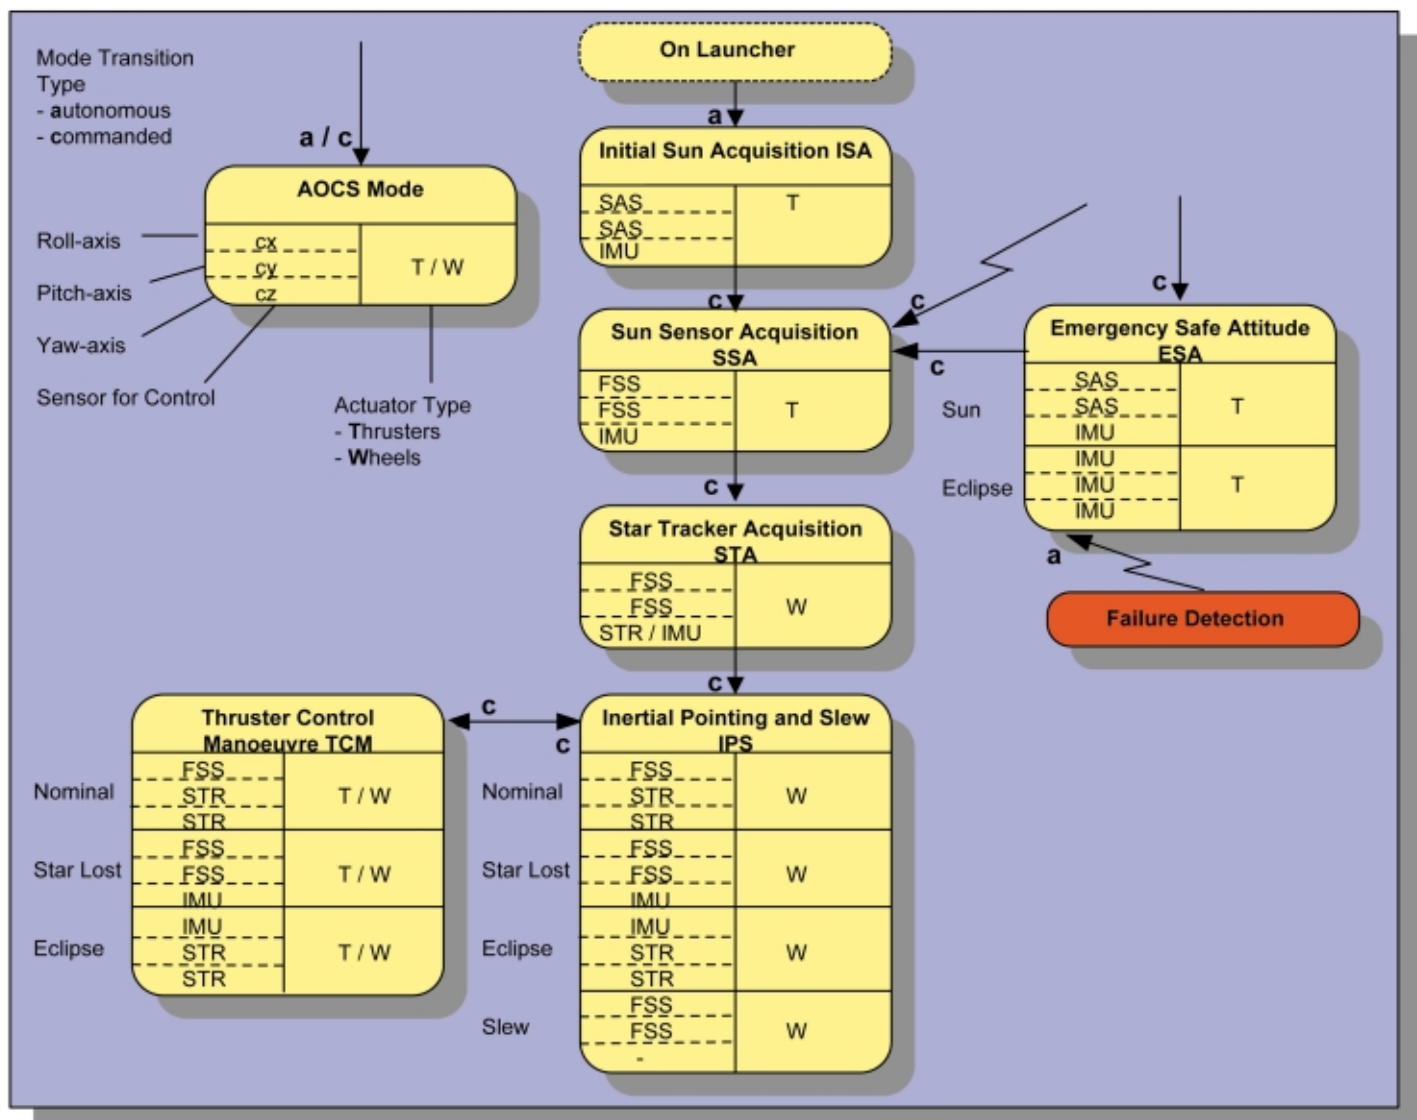 Mode Transition
Type
- autonomous
- commanded
a / c
AOCS Mode
Roll-axis
cx
Pitch-axis
cy
T / W
Yaw-axis
cz
Sensor for Control
Actuator Type
- Thrusters
- Wheels
On Launcher
a
Initial Sun Acquisition ISA
SAS
T
SAS
IMU
c
c
Sun Sensor Acquisition
SSA
FSS
FSS
T
IMU
c
c
c
Emergency Safe Attitude
ESA
Sun
SAS
SAS
T
IMU
Eclipse
IMU
IMU
T
IMU
a
Failure Detection
Star Tracker Acquisition
STA
FSS
FSS
W
STR / IMU
c
Thruster Control
Manoeuvre TCM
Nominal
FSS
STR
T / W
STR
Star Lost
FSS
FSS
T / W
IMU
Eclipse
IMU
STR
T / W
STR
c
c
Inertial Pointing and Slew
IPS
Nominal
FSS
STR
W
STR
Star Lost
FSS
FSS
W
IMU
Eclipse
IMU
STR
W
STR
Slew
FSS
FSS
W
-